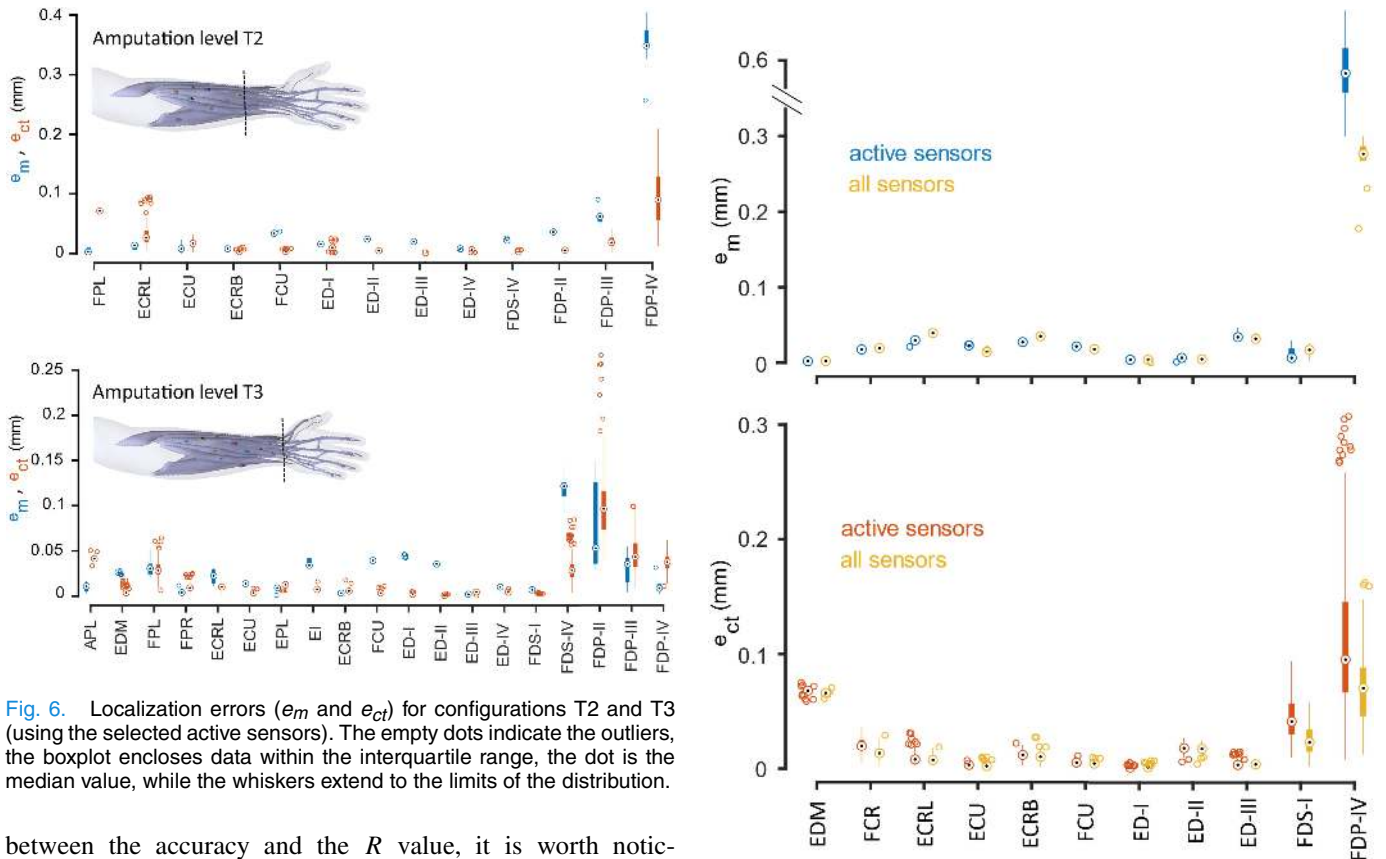 0.4
0.3
0.2
0.1
0
e_m , e_ct (mm)
Amputation level T2
FPL
ECRL
ECU
ECRB
FCU
ED-I
ED-II
ED-III
ED-IV
FDS-IV
FDP-II
FDP-III
FDP-IV
0.25
0.2
0.15
0.1
0.05
0
e_m , e_ct (mm)
Amputation level T3
APL
EDM
FPL
FPR
ECRL
ECU
EPL
EI
ECRB
FCU
ED-I
ED-II
ED-III
ED-IV
FDS-I
FDS-IV
FDP-II
FDP-III
FDP-IV
Fig. 6. Localization errors (e_m and e_ct) for configurations T2 and T3
(using the selected active sensors). The empty dots indicate the outliers,
the boxplot encloses data within the interquartile range, the dot is the
median value, while the whiskers extend to the limits of the distribution.
between the accuracy and the R value, it is worth notic-
0.6
0.3
0.2
0.1
0
e_m (mm)
active sensors
all sensors
0.3
0.2
0.1
0
e_ct (mm)
active sensors
all sensors
EDM
FCR
ECRL
ECU
ECRB
FCU
ED-I
ED-II
ED-III
FDS-I
FDP-IV